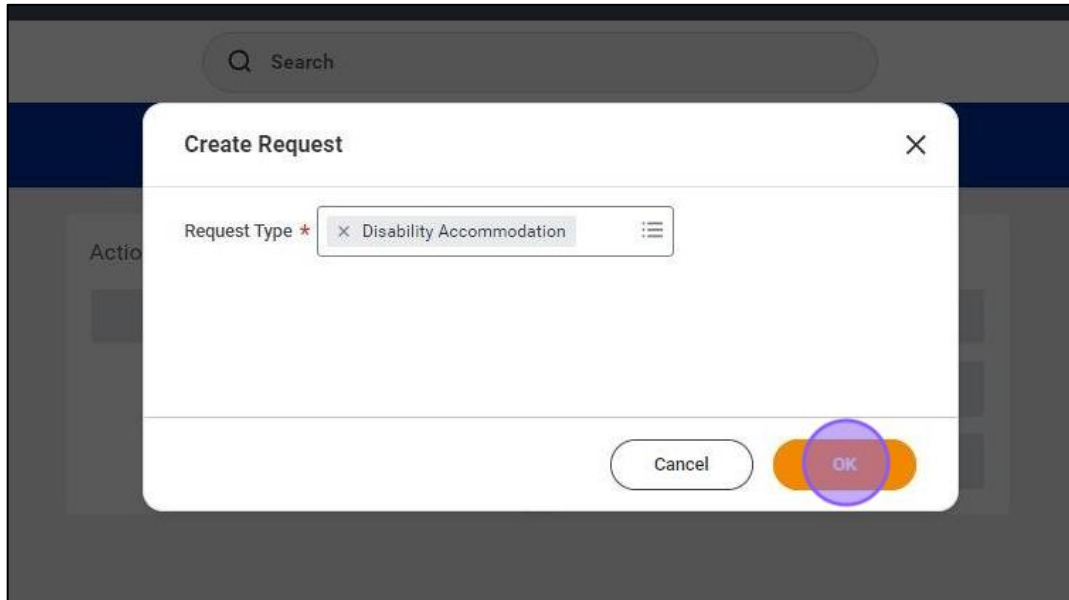 Search
Create Request
Request Type * × Disability Accommodation
Actio
Cancel OK